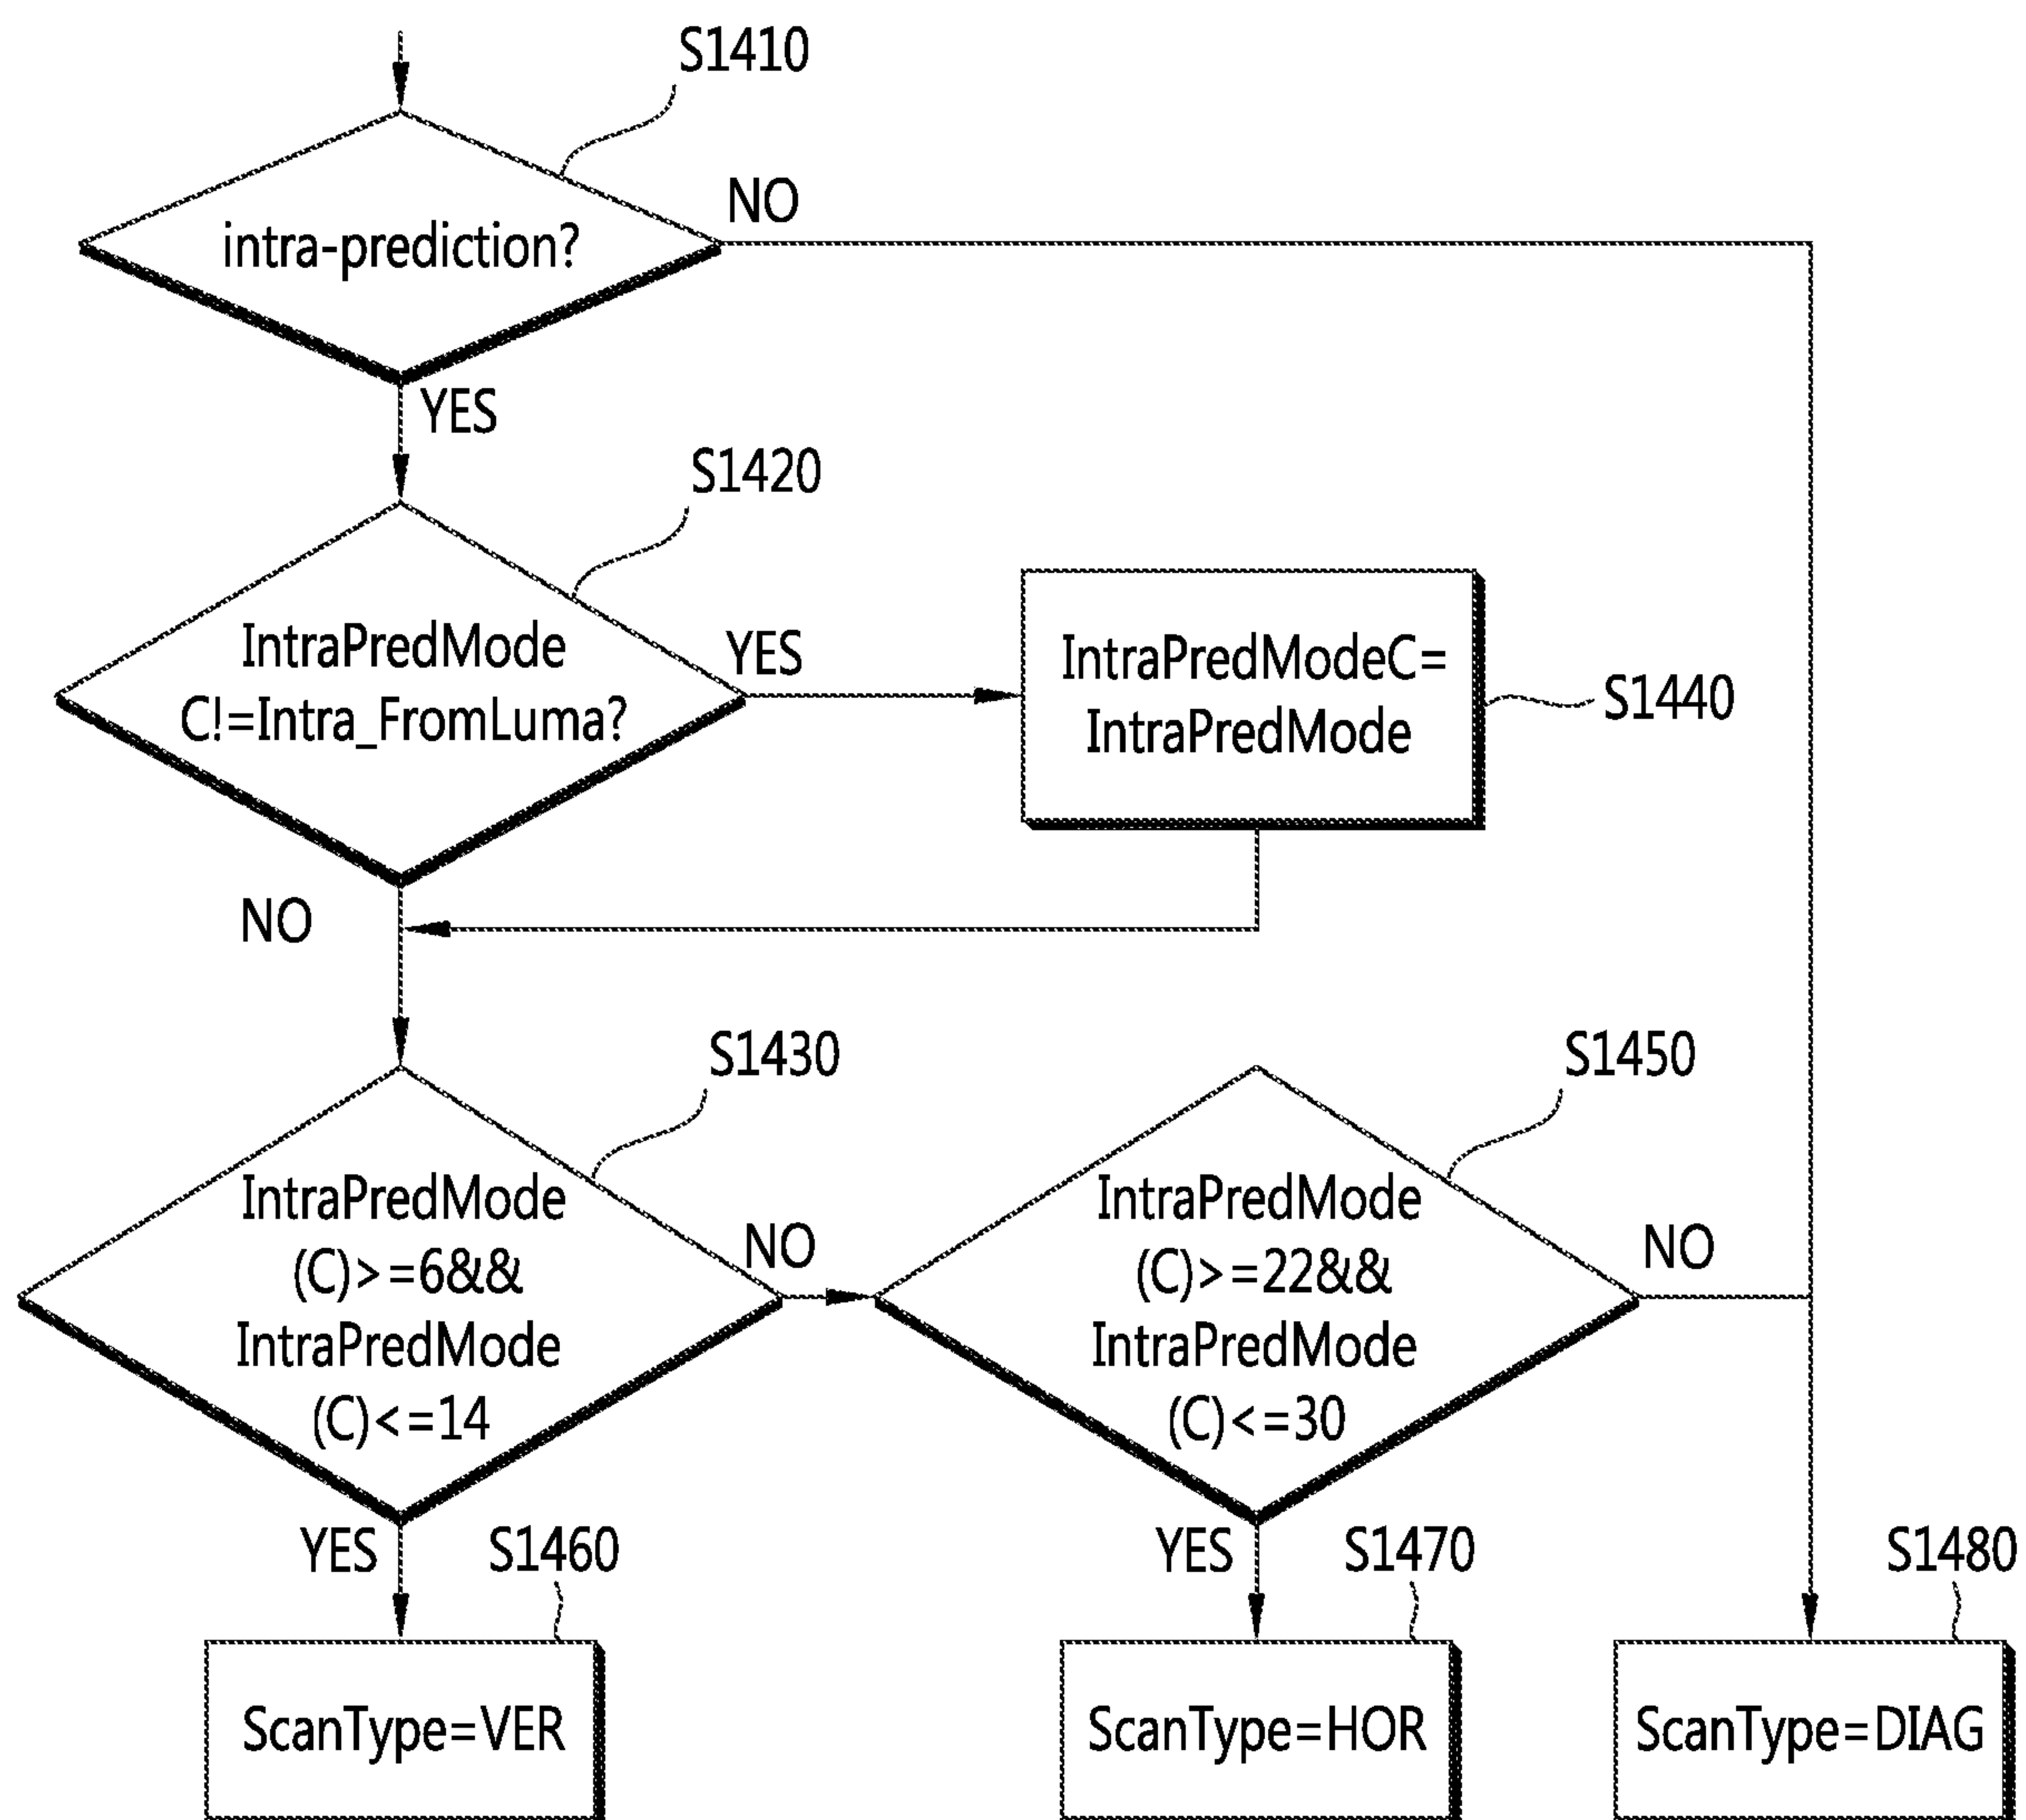 S1410
intra-prediction?
NO
YES
S1420
IntraPredMode
C!=Intra_FromLuma?
YES
IntraPredModeC=
IntraPredMode
S1440
NO
S1430
IntraPredMode
(C)>=6&&
IntraPredMode
(C)<=14
NO
S1450
IntraPredMode
(C)>=22&&
IntraPredMode
(C)<=30
NO
YES
S1460
ScanType=VER
YES
S1470
ScanType=HOR
S1480
ScanType=DIAG